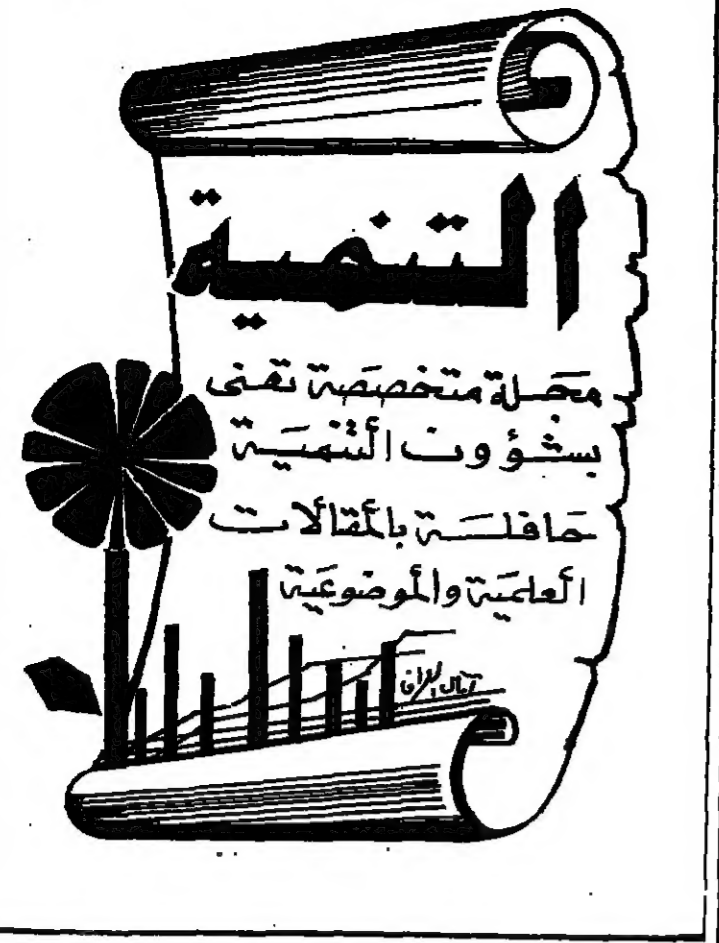 التنمية
مجلة متخصصة تعنى
بشؤون التنمية
حافلة بالمقالات
العلمية والموضوعية